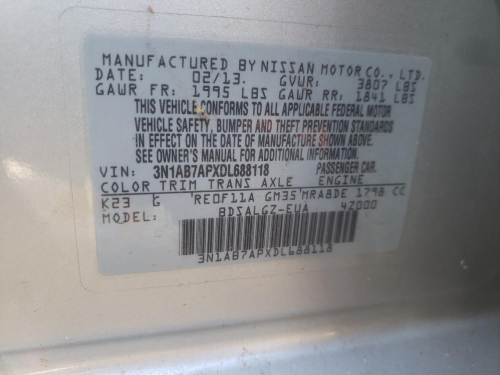 MANUFACTURED BY NISSAN MOTOR CO., LTD.
DATE: 02/13. GVWR: 3807 LBS
GAWR FR: 1995 LBS GAWR RR: 1841 LBS
THIS VEHICLE CONFORMS TO ALL APPLICABLE FEDERAL MOTOR
VEHICLE SAFETY, BUMPER AND THEFT PREVENTION STANDARDS
IN EFFECT ON THE DATE OF MANUFACTURE SHOWN ABOVE.
SEE OWNER'S MANUAL FOR ADDITIONAL INFORMATION.
VIN: 3N1AB7APXDL688118 PASSENGER CAR.
COLOR TRIM TRANS AXLE ENGINE
K23 G RE0F11A GM35 MRA8DE 1798 CC
MODEL: BDSALGZ-EUA 42000
3N1AB7APXDL688118